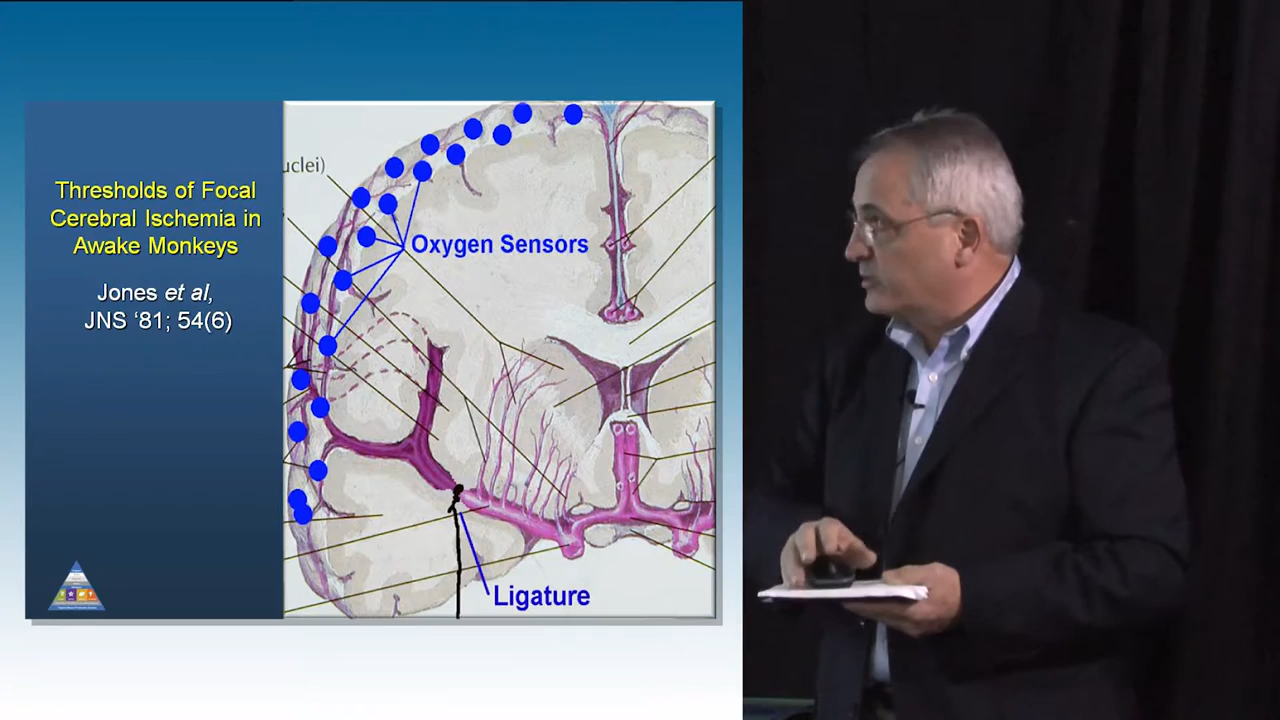 Thresholds of Focal
Cerebral Ischemia in
Awake Monkeys
Jones et al,
JNS ‘81; 54(6)
uclei)
Oxygen Sensors
Ligature